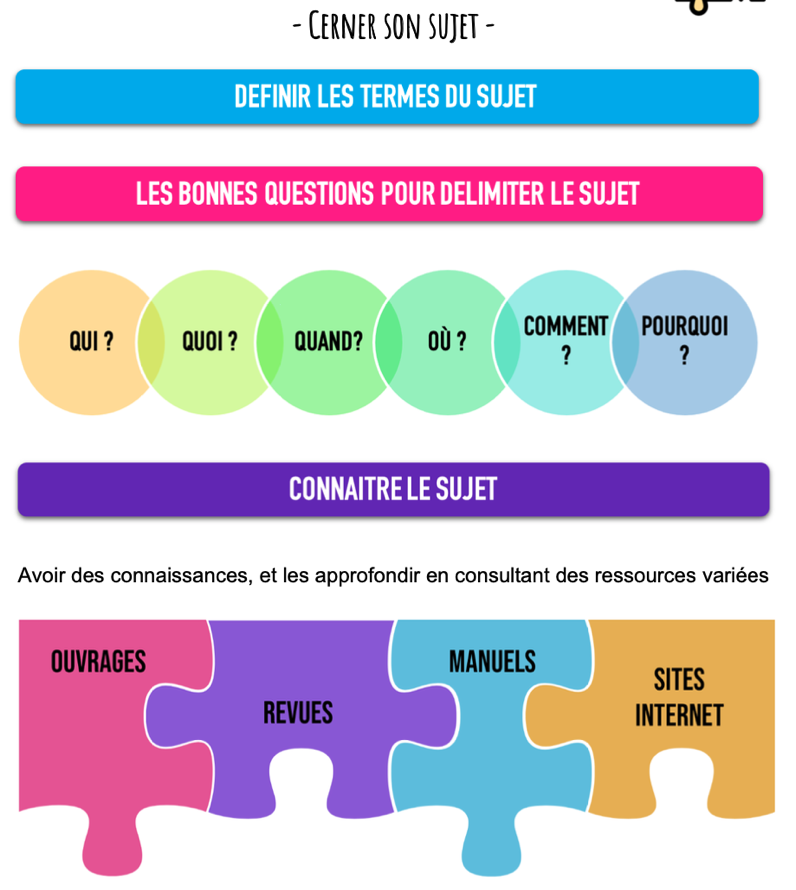 - Cerner son sujet -
DEFINIR LES TERMES DU SUJET
LES BONNES QUESTIONS POUR DELIMITER LE SUJET
QUI ?
QUOI ?
QUAND?
OÙ ?
COMMENT
?
POURQUOI
?
CONNAITRE LE SUJET
Avoir des connaissances, et les approfondir en consultant des ressources variées
OUVRAGES
REVUES
MANUELS
SITES
INTERNET